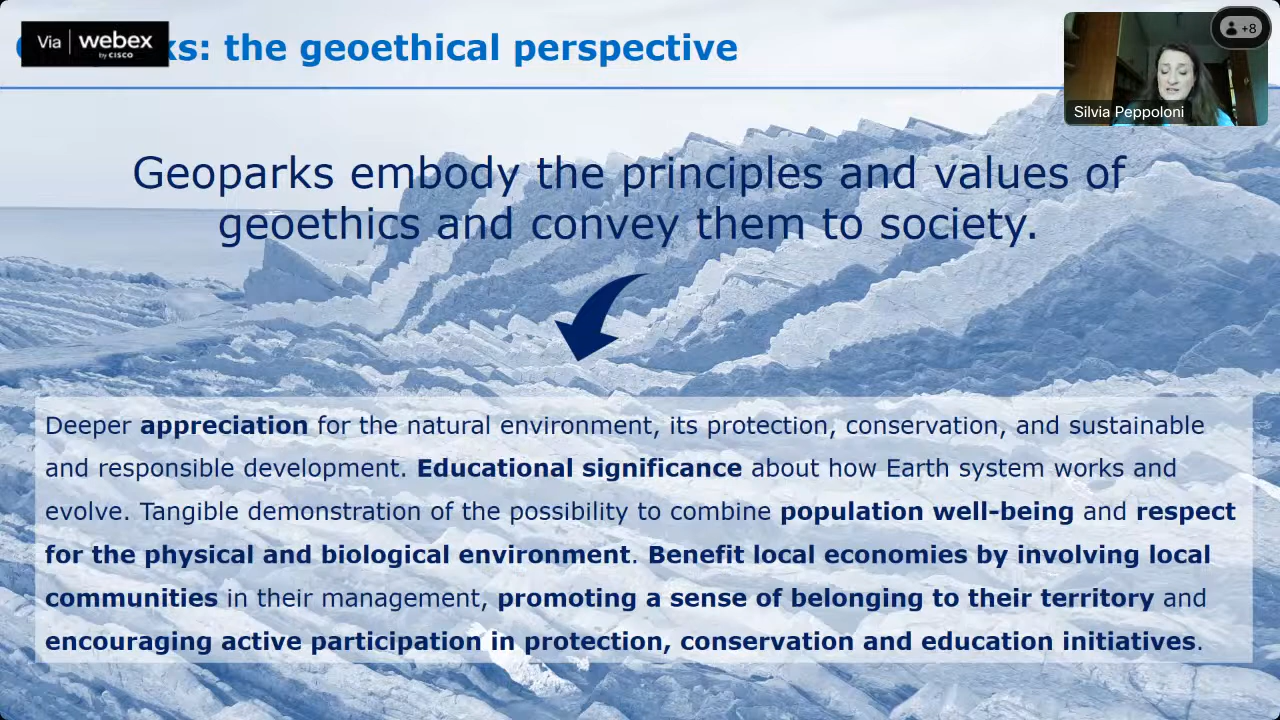 Via webex
by CISCO
ks: the geoethical perspective
+8
Silvia Peppoloni
Geoparks embody the principles and values of
geoethics and convey them to society.
Deeper appreciation for the natural environment, its protection, conservation, and sustainable
and responsible development. Educational significance about how Earth system works and
evolve. Tangible demonstration of the possibility to combine population well-being and respect
for the physical and biological environment. Benefit local economies by involving local
communities in their management, promoting a sense of belonging to their territory and
encouraging active participation in protection, conservation and education initiatives.